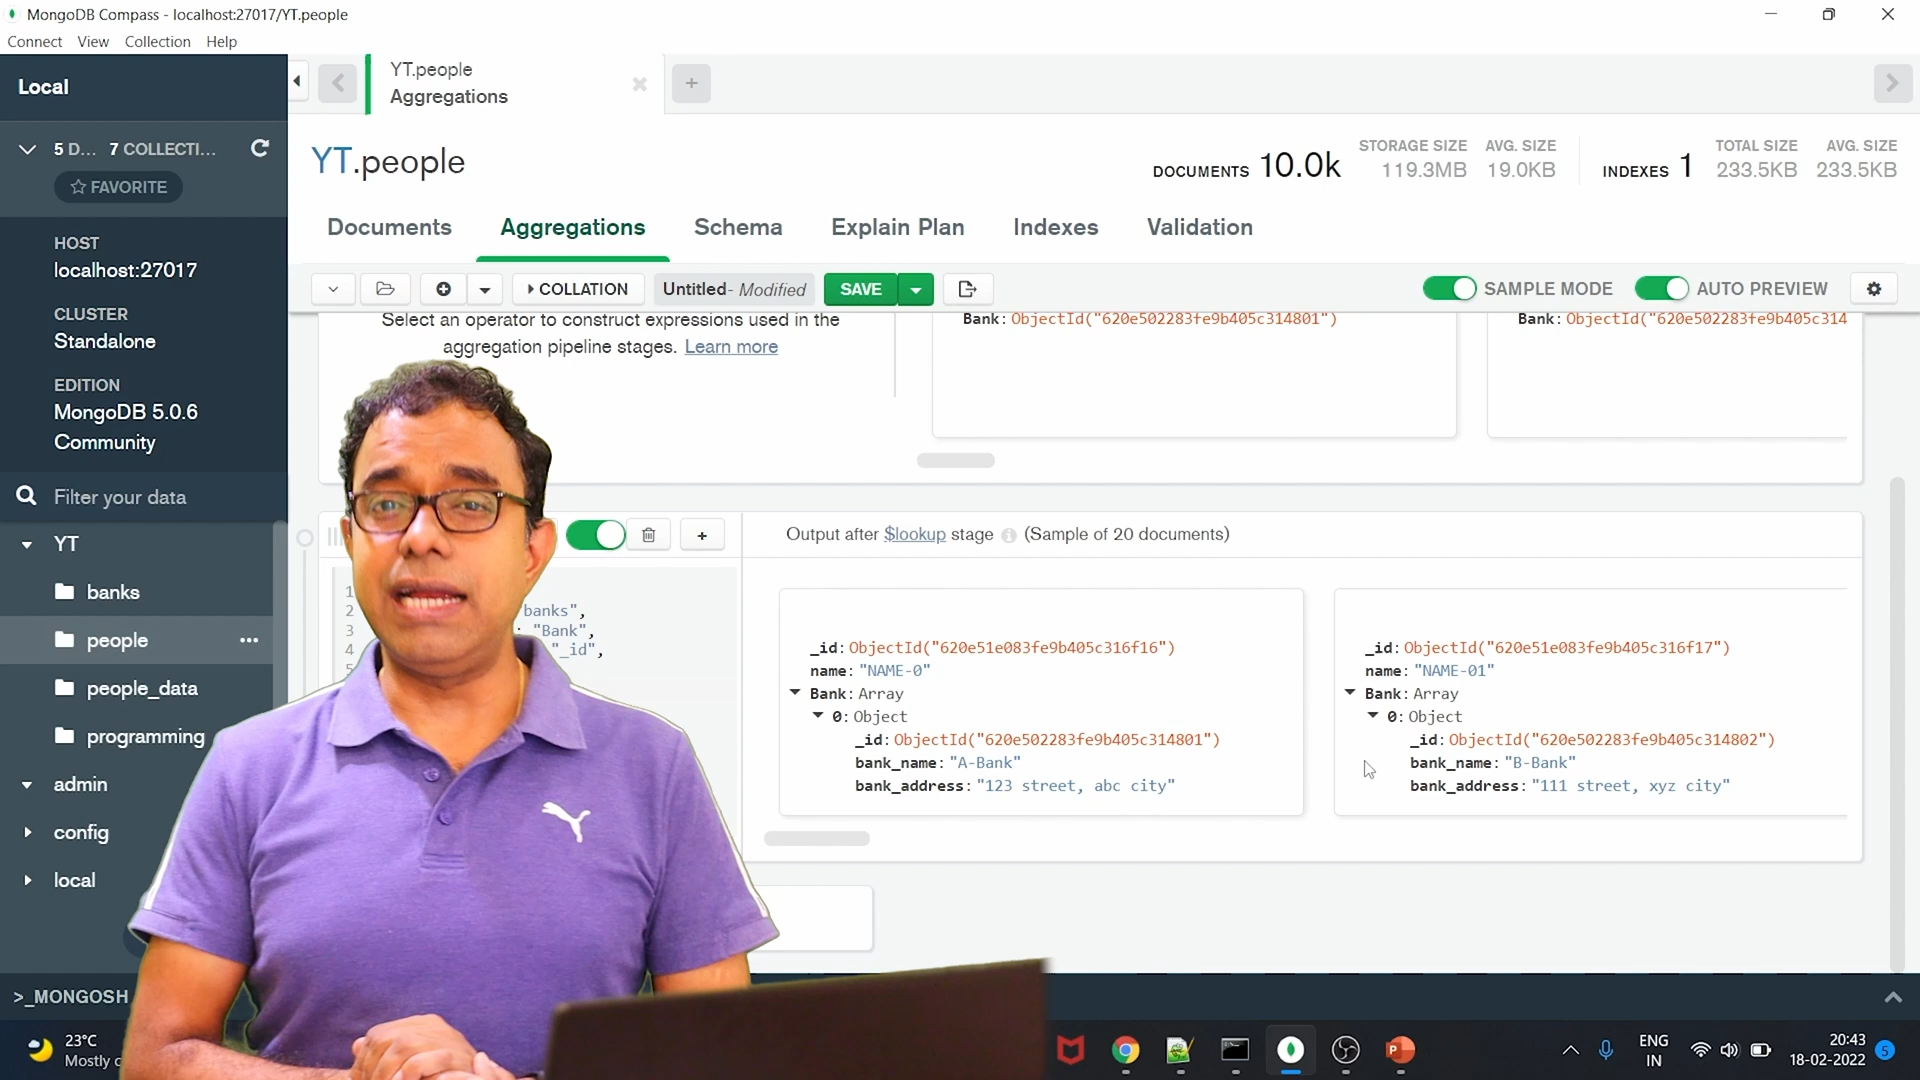 MongoDB Compass - localhost:27017/YT.people
Connect View Collection Help
Local
5 D... 7 COLLECTI...
FAVORITE
HOST
localhost:27017
CLUSTER
Standalone
EDITION
MongoDB 5.0.6
Community
Filter your data
YT
banks
people
people_data
programming
admin
config
local
>_MONGOSH
YT.people
Aggregations
YT.people
DOCUMENTS 10.0k
STORAGE SIZE
119.3MB
AVG. SIZE
19.0KB
INDEXES 1
TOTAL SIZE
233.5KB
AVG. SIZE
233.5KB
Documents Aggregations Schema Explain Plan Indexes Validation
COLLATION
Untitled- Modified
SAVE
SAMPLE MODE
AUTO PREVIEW
Select an operator to construct expressions used in the
aggregation pipeline stages. Learn more
Bank: ObjectId("620e502283fe9b405c314801")
Bank: ObjectId("620e502283fe9b405c314
1
2 banks",
3 : "Bank",
4 "_id",
5
Output after $lookup stage (Sample of 20 documents)
_id: ObjectId("620e51e083fe9b405c316f16")
name: "NAME-0"
Bank: Array
0: Object
_id: ObjectId("620e502283fe9b405c314801")
bank_name: "A-Bank"
bank_address: "123 street, abc city"
_id: ObjectId("620e51e083fe9b405c316f17")
name: "NAME-01"
Bank: Array
0: Object
_id: ObjectId("620e502283fe9b405c314802")
bank_name: "B-Bank"
bank_address: "111 street, xyz city"
23°C
Mostly c
ENG
IN
20:43
18-02-2022
5